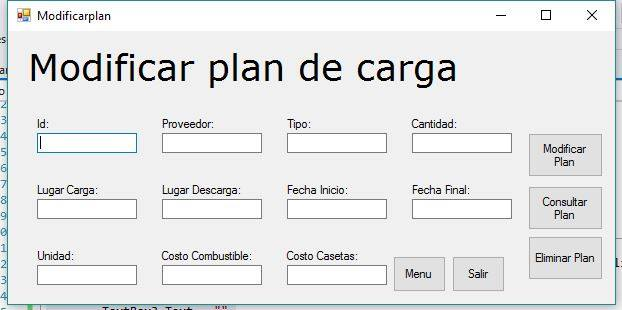 Modificarplan
Modificar plan de carga
Id:
Proveedor:
Tipo:
Cantidad:
Modificar
Plan
Lugar Carga:
Lugar Descarga:
Fecha Inicio:
Fecha Final:
Consultar
Plan
Unidad:
Costo Combustible:
Costo Casetas:
Menu
Salir
Eliminar Plan